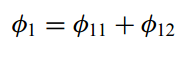 ϕ₁ = ϕ₁₁ + ϕ₁₂